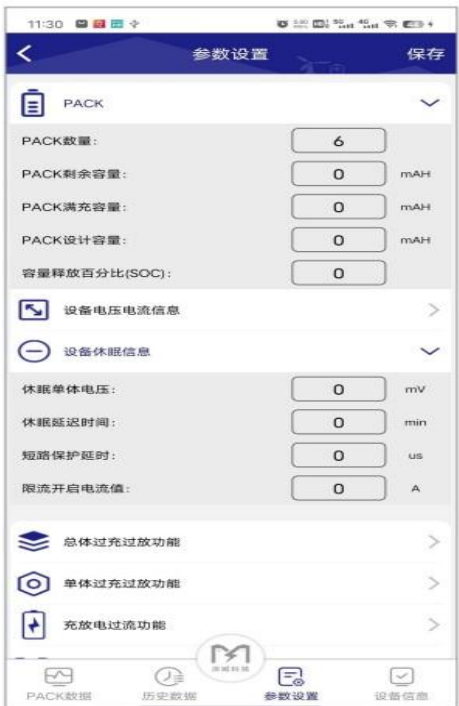 11:30
参数设置 保存
PACK
PACK数量: 6
PACK剩余容量: 0 mAH
PACK满充容量: 0 mAH
PACK设计容量: 0 mAH
容量释放百分比(SOC): 0
设备电压电流信息
设备休眠信息
休眠单体电压: 0 mV
休眠延迟时间: 0 min
短路保护延时: 0 us
限流开启电流值: 0 A
总体过充过放功能
单体过充过放功能
充放电过流功能
PACK数据 历史数据 参数设置 设备信息